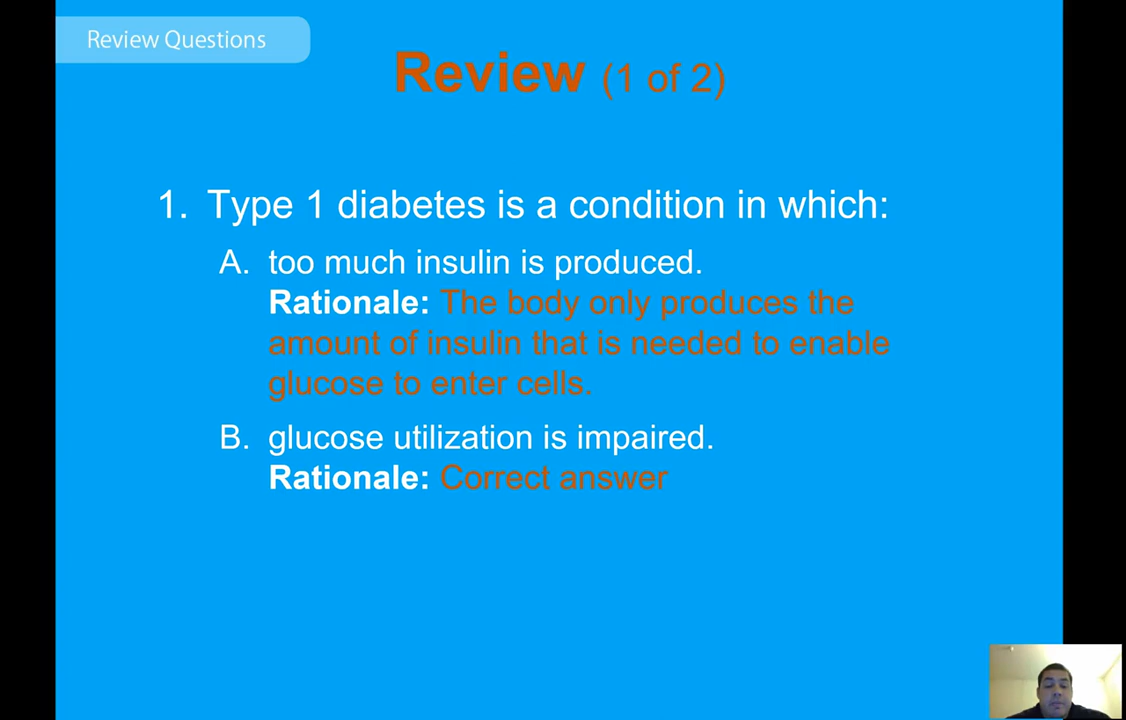 Review Questions
Review (1 of 2)
1. Type 1 diabetes is a condition in which:
A. too much insulin is produced.
Rationale: The body only produces the
amount of insulin that is needed to enable
glucose to enter cells.
B. glucose utilization is impaired.
Rationale: Correct answer